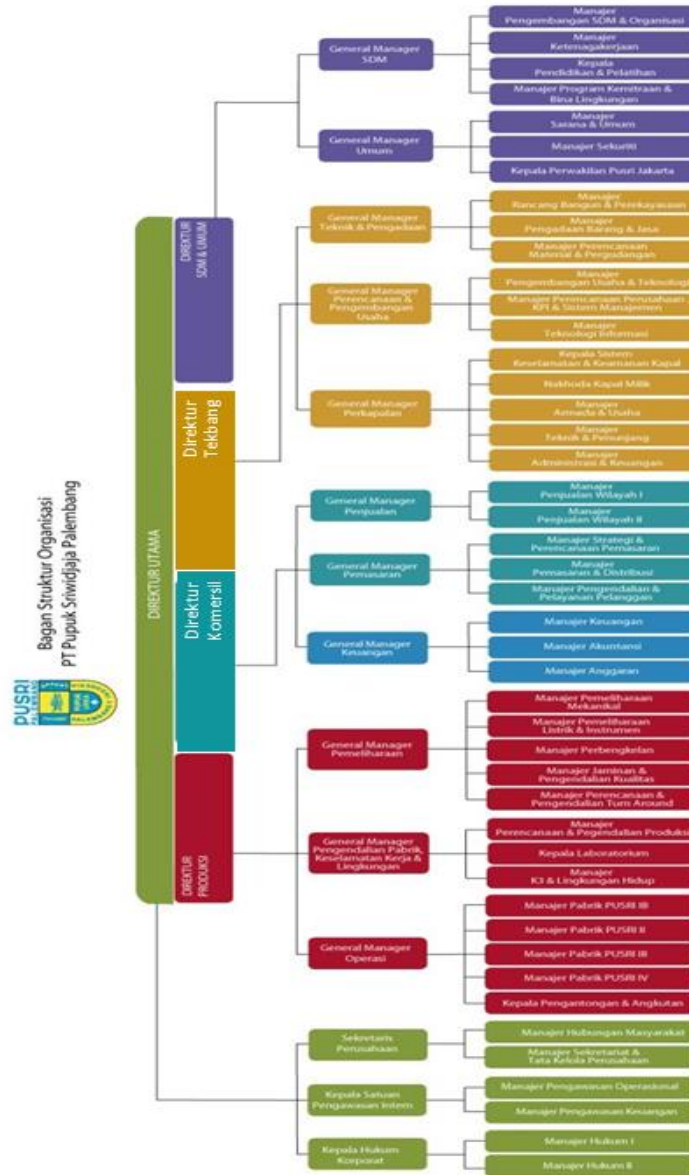 Bagan Struktur Organisasi
PT Pupuk Sriwidjaja Palembang
PUSRI
PALEMBANG
DIREKTUR UTAMA
DIREKTUR
SDM & UMUM
General Manager
SDM
Manajer
Pengembangan SDM & Organisasi
Manajer
Ketenagakerjaan
Kepala
Pendidikan & Pelatihan
Manajer Program Kemitraan &
Bina Lingkungan
General Manager
Umum
Manajer
Sarana & Umum
Manajer Sekuriti
Kepala Perwakilan Pusri Jakarta
Direktur
Tekbang
General Manager
Teknik & Pengadaan
Manajer
Rancang Bangun & Perekayasaan
Manajer
Pengadaan Barang & Jasa
Manajer Perencanaan
Material & Pergudangan
General Manager
Perencanaan &
Pengembangan
Usaha
Manajer
Pengembangan Usaha & Teknologi
Manajer Perencanaan Perusahaan
KPI & Sistem Manajemen
Manajer
Teknologi Informasi
General Manager
Perkapalan
Kepala Sistem
Keselamatan & Keamanan Kapal
Nakhoda Kapal Milik
Manajer
Armada & Usaha
Manajer
Teknik & Penunjang
Manajer
Administrasi & Keuangan
Direktur
Komersil
General Manager
Penjualan
Manajer
Penjualan Wilayah I
Manajer
Penjualan Wilayah II
General Manager
Pemasaran
Manajer Strategi &
Perencanaan Pemasaran
Manajer
Pemasaran & Distribusi
Manajer Pengendalian &
Pelayanan Pelanggan
General Manager
Keuangan
Manajer Keuangan
Manajer Akuntansi
Manajer Anggaran
DIREKTUR
PRODUKSI
General Manager
Pemeliharaan
Manajer Pemeliharaan
Mekanikal
Manajer Pemeliharaan
Listrik & Instrumen
Manajer Perbengkelan
Manajer Jaminan &
Pengendalian Kualitas
Manajer Perencanaan &
Pengendalian Turn Around
General Manager
Pengendalian Pabrik,
Keselamatan Kerja &
Lingkungan
Manajer
Perencanaan & Pegendalian Produksi
Kepala Laboratorium
Manajer
K3 & Lingkungan Hidup
General Manager
Operasi
Manajer Pabrik PUSRI IB
Manajer Pabrik PUSRI II
Manajer Pabrik PUSRI III
Manajer Pabrik PUSRI IV
Kepala Pengantongan & Angkutan
Sekretaris
Perusahaan
Manajer Hubungan Masyarakat
Manajer Sekretariat &
Tata Kelola Perusahaan
Kepala Satuan
Pengawasan Intern
Manajer Pengawasan Operasional
Manajer Pengawasan Keuangan
Kepala Hukum
Korporat
Manajer Hukum I
Manajer Hukum II